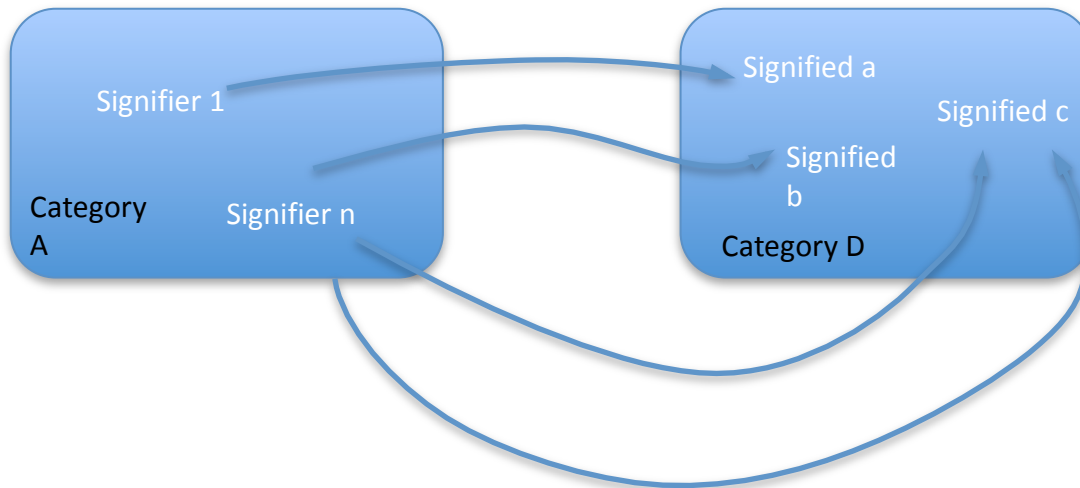 Signifier 1
Signifier n
Category
A
Signified a
Signified c
Signified
b
Category D